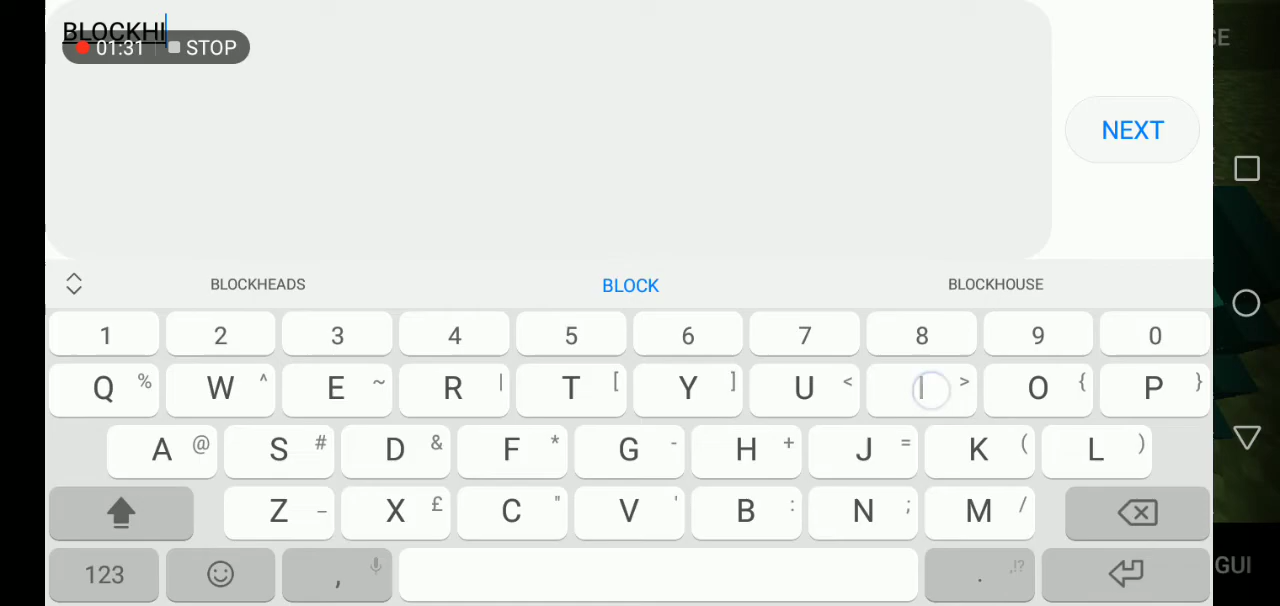 BLOCKHI
01:31 STOP
SE
NEXT
BLOCKHEADS BLOCK BLOCKHOUSE
1 2 3 4 5 6 7 8 9 0
Q % W ^ E ~ R | T [ Y ] U < I > O { P }
A @ S # D & F * G - H + J = K ( L )
Z _ X £ C " V ' B : N ; M /
123 , . ,!?
GUI